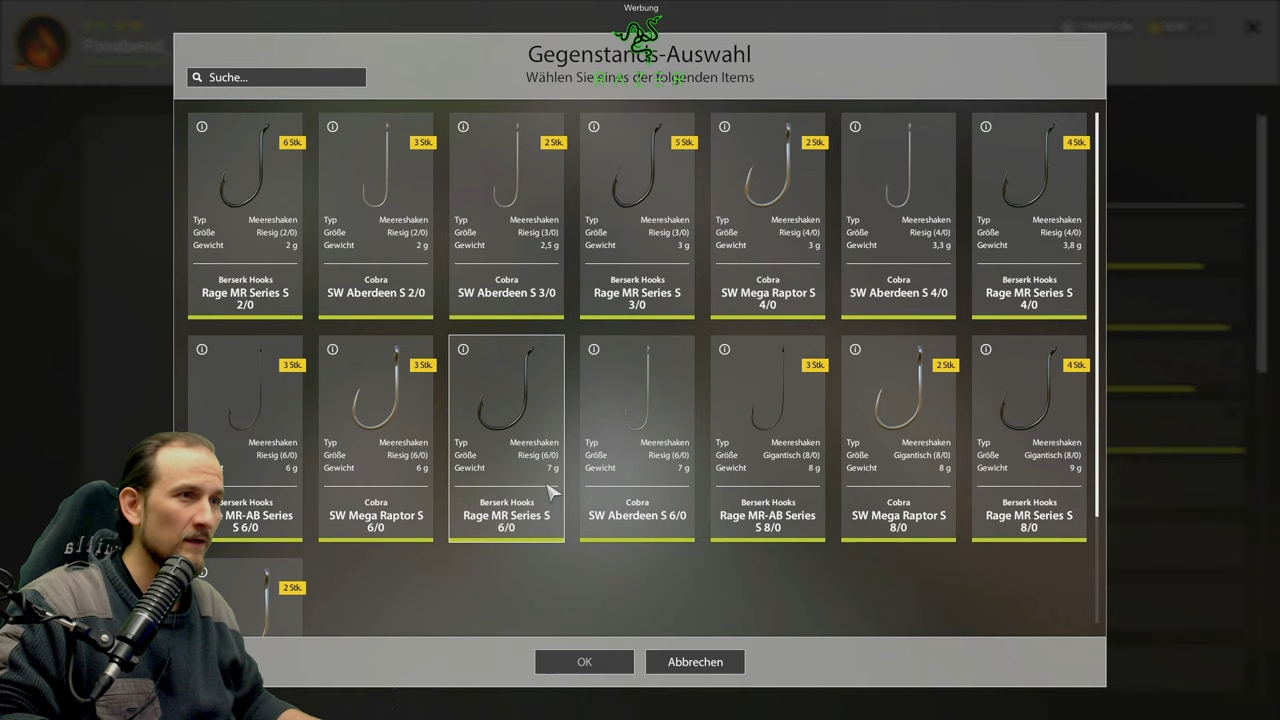 Werbung
Gegenstands-Auswahl
Suche...
Wählen Sie eines der folgenden Items
RAZER
6 Stk.
Typ Meereshaken
Größe Riesig (2/0)
Gewicht 2 g
Berserk Hooks
Rage MR Series S
2/0
3 Stk.
Typ Meereshaken
Größe Riesig (2/0)
Gewicht 2 g
Cobra
SW Aberdeen S 2/0
2 Stk.
Typ Meereshaken
Größe Riesig (3/0)
Gewicht 2,5 g
Cobra
SW Aberdeen S 3/0
5 Stk.
Typ Meereshaken
Größe Riesig (3/0)
Gewicht 3 g
Berserk Hooks
Rage MR Series S
3/0
2 Stk.
Typ Meereshaken
Größe Riesig (4/0)
Gewicht 3 g
Cobra
SW Mega Raptor S
4/0
Typ Meereshaken
Größe Riesig (4/0)
Gewicht 3,3 g
Cobra
SW Aberdeen S 4/0
4 Stk.
Typ Meereshaken
Größe Riesig (4/0)
Gewicht 3,8 g
Berserk Hooks
Rage MR Series S
4/0
3 Stk.
Typ Meereshaken
Riesig (6/0)
6 g
Berserk Hooks
MR-AB Series
S 6/0
3 Stk.
Typ Meereshaken
Größe Riesig (6/0)
Gewicht 6 g
Cobra
SW Mega Raptor S
6/0
Typ Meereshaken
Größe Riesig (6/0)
Gewicht 7 g
Berserk Hooks
Rage MR Series S
6/0
Typ Meereshaken
Größe Riesig (6/0)
Gewicht 7 g
Cobra
SW Aberdeen S 6/0
3 Stk.
Typ Meereshaken
Größe Gigantisch (8/0)
Gewicht 8 g
Berserk Hooks
Rage MR-AB Series
S 8/0
2 Stk.
Typ Meereshaken
Größe Gigantisch (8/0)
Gewicht 8 g
Cobra
SW Mega Raptor S
8/0
4 Stk.
Typ Meereshaken
Größe Gigantisch (8/0)
Gewicht 9 g
Berserk Hooks
Rage MR Series S
8/0
2 Stk.
OK
Abbrechen